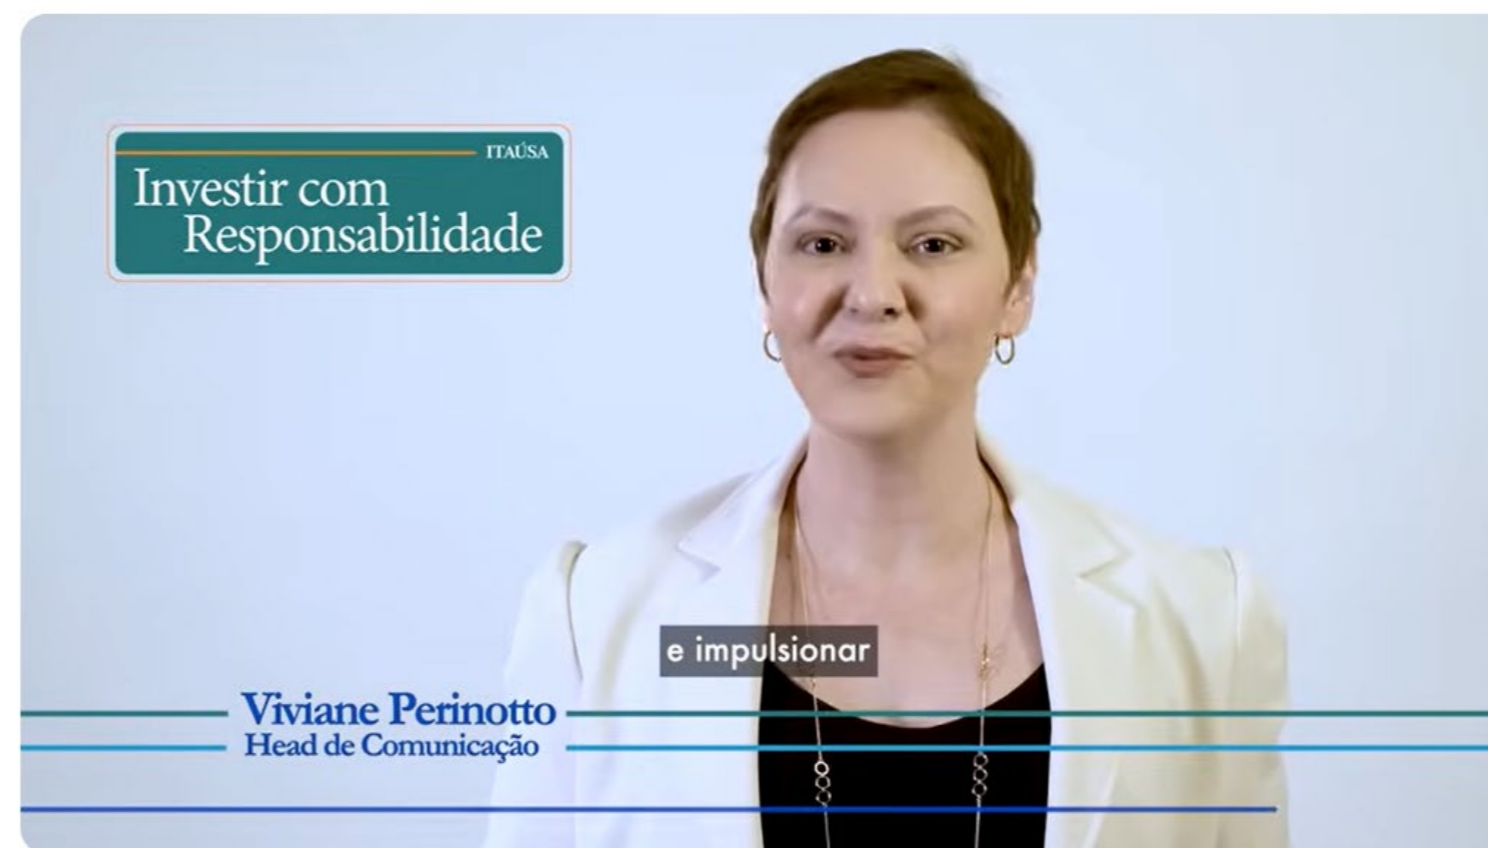 ITAÚSA
Investir com
Responsabilidade
e impulsionar
Viviane Perinotto
Head de Comunicação